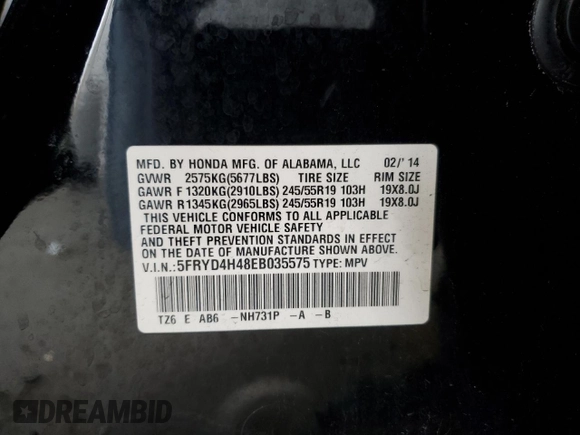 MFD. BY HONDA MFG. OF ALABAMA, LLC 02/' 14
GVWR 2575KG(5677LBS) TIRE SIZE RIM SIZE
GAWR F 1320KG(2910LBS) 245/55R19 103H 19X8.0J
GAWR R1345KG(2965LBS) 245/55R19 103H 19X8.0J
THIS VEHICLE CONFORMS TO ALL APPLICABLE
FEDERAL MOTOR VEHICLE SAFETY
AND THEFT PREVENTION STANDARDS IN EFFECT ON
THE DATE OF MANUFACTURE SHOWN ABOVE.
V.I.N.:5FRYD4H48EB035575 TYPE: MPV
TZ6 E AB6 -NH731P -A -B
DREAMBID